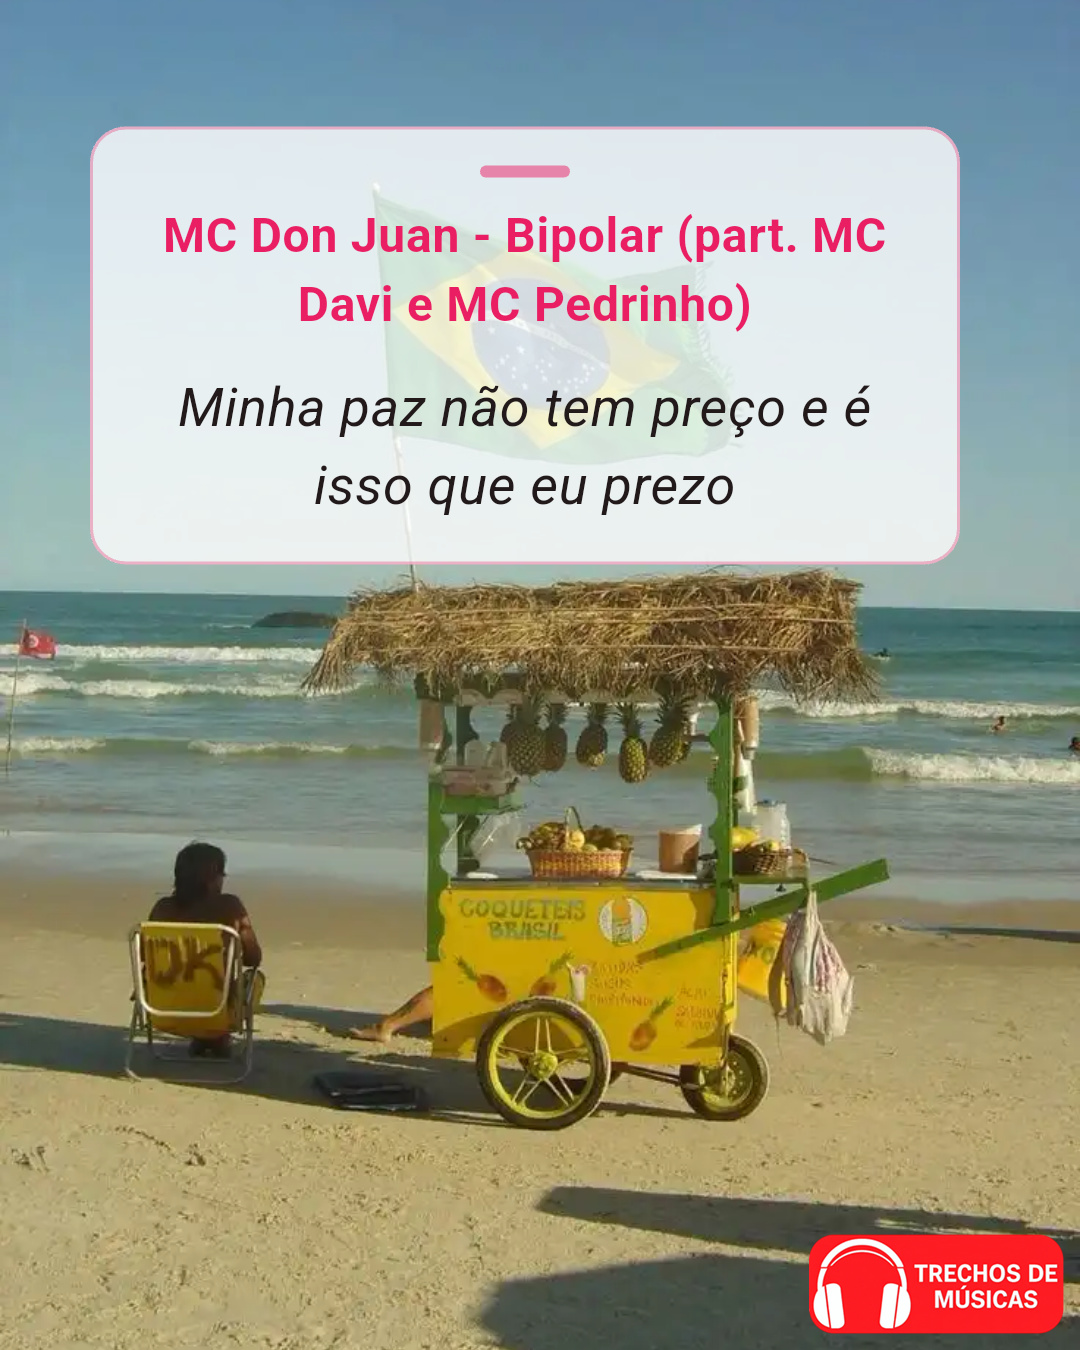 MC Don Juan - Bipolar (part. MC
Davi e MC Pedrinho)
Minha paz não tem preço e é
isso que eu prezo
COQUETEIS
BRASIL
TRECHOS DE
MÚSICAS